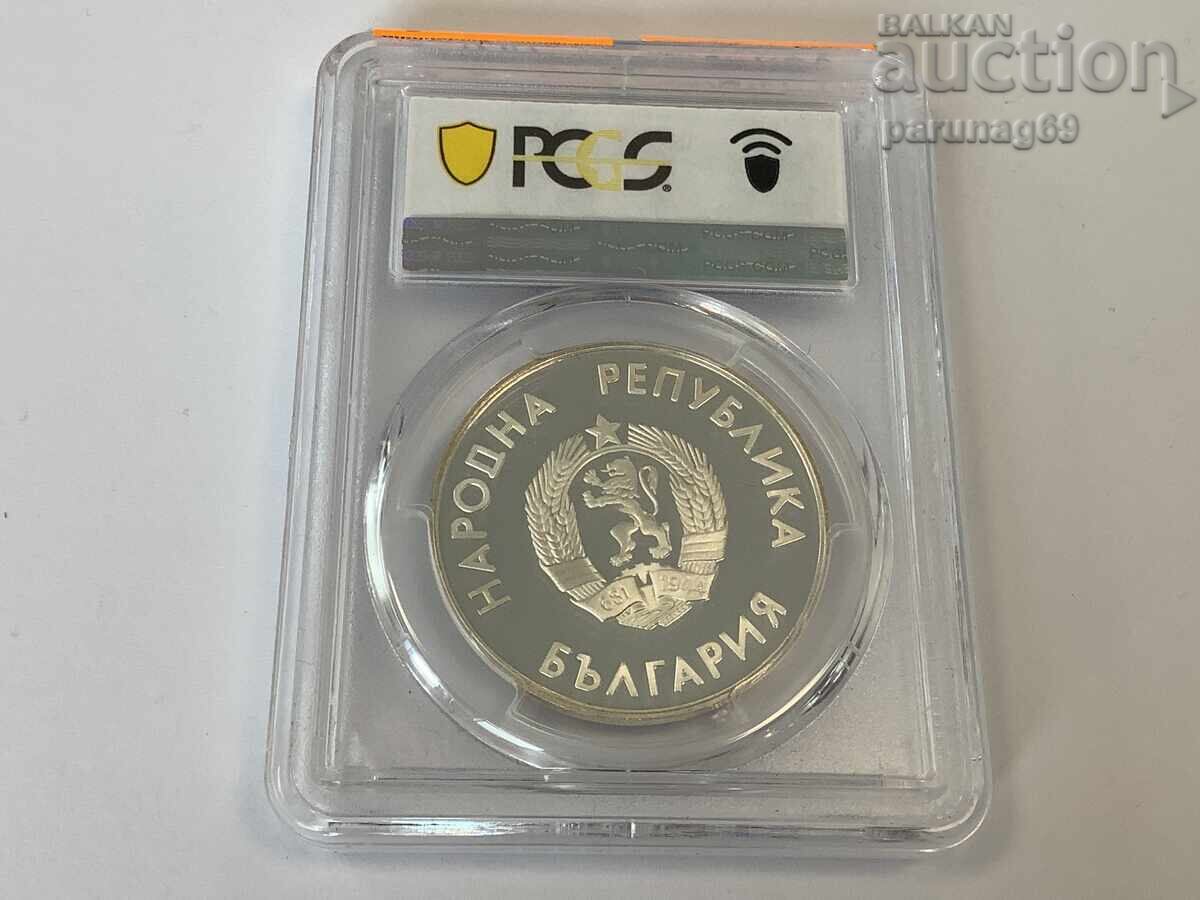 BALKAN
auction
parunag69
PCGS
®
НАРОДНА РЕПУБЛИКА
681 1944
БЪЛГАРИЯ